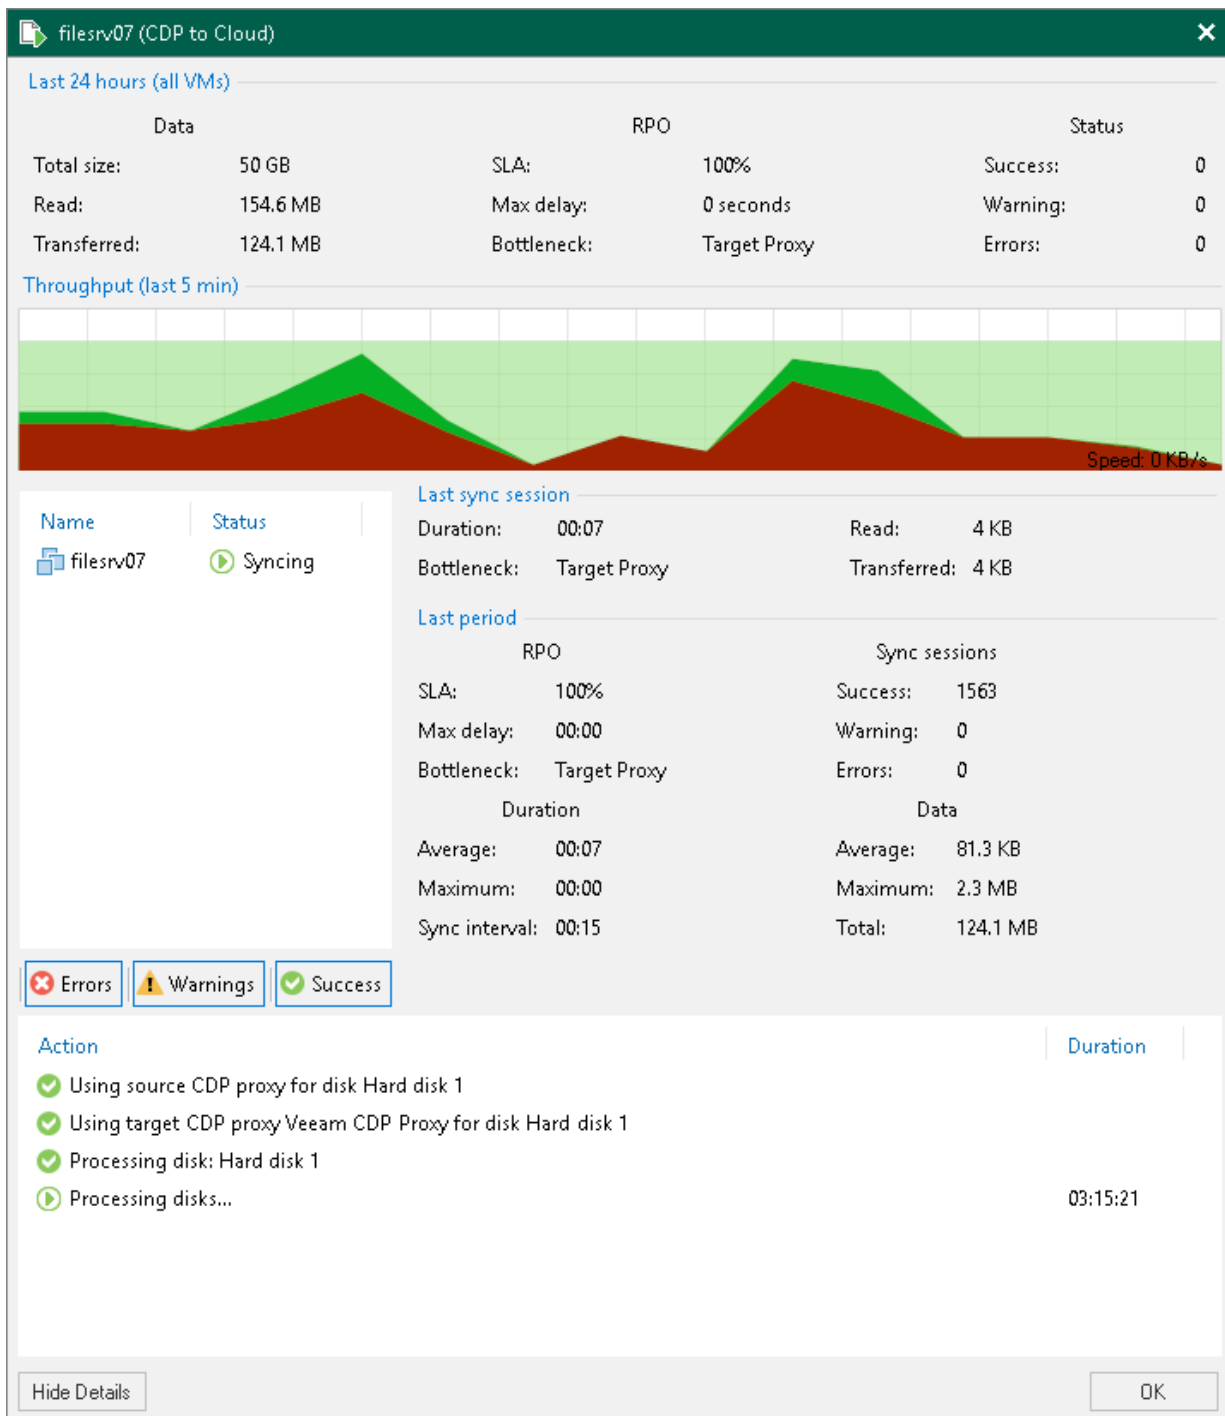 filesrv07 (CDP to Cloud)
Last 24 hours (all VMs)
Data RPO Status
Total size: 50 GB SLA: 100% Success: 0
Read: 154.6 MB Max delay: 0 seconds Warning: 0
Transferred: 124.1 MB Bottleneck: Target Proxy Errors: 0
Throughput (last 5 min)
Speed: 0 KB/s
Name Status
filesrv07 Syncing
Last sync session
Duration: 00:07 Read: 4 KB
Bottleneck: Target Proxy Transferred: 4 KB
Last period
RPO Sync sessions
SLA: 100% Success: 1563
Max delay: 00:00 Warning: 0
Bottleneck: Target Proxy Errors: 0
Duration Data
Average: 00:07 Average: 81.3 KB
Maximum: 00:00 Maximum: 2.3 MB
Sync interval: 00:15 Total: 124.1 MB
Errors Warnings Success
Action Duration
Using source CDP proxy for disk Hard disk 1
Using target CDP proxy Veeam CDP Proxy for disk Hard disk 1
Processing disk: Hard disk 1
Processing disks... 03:15:21
Hide Details OK